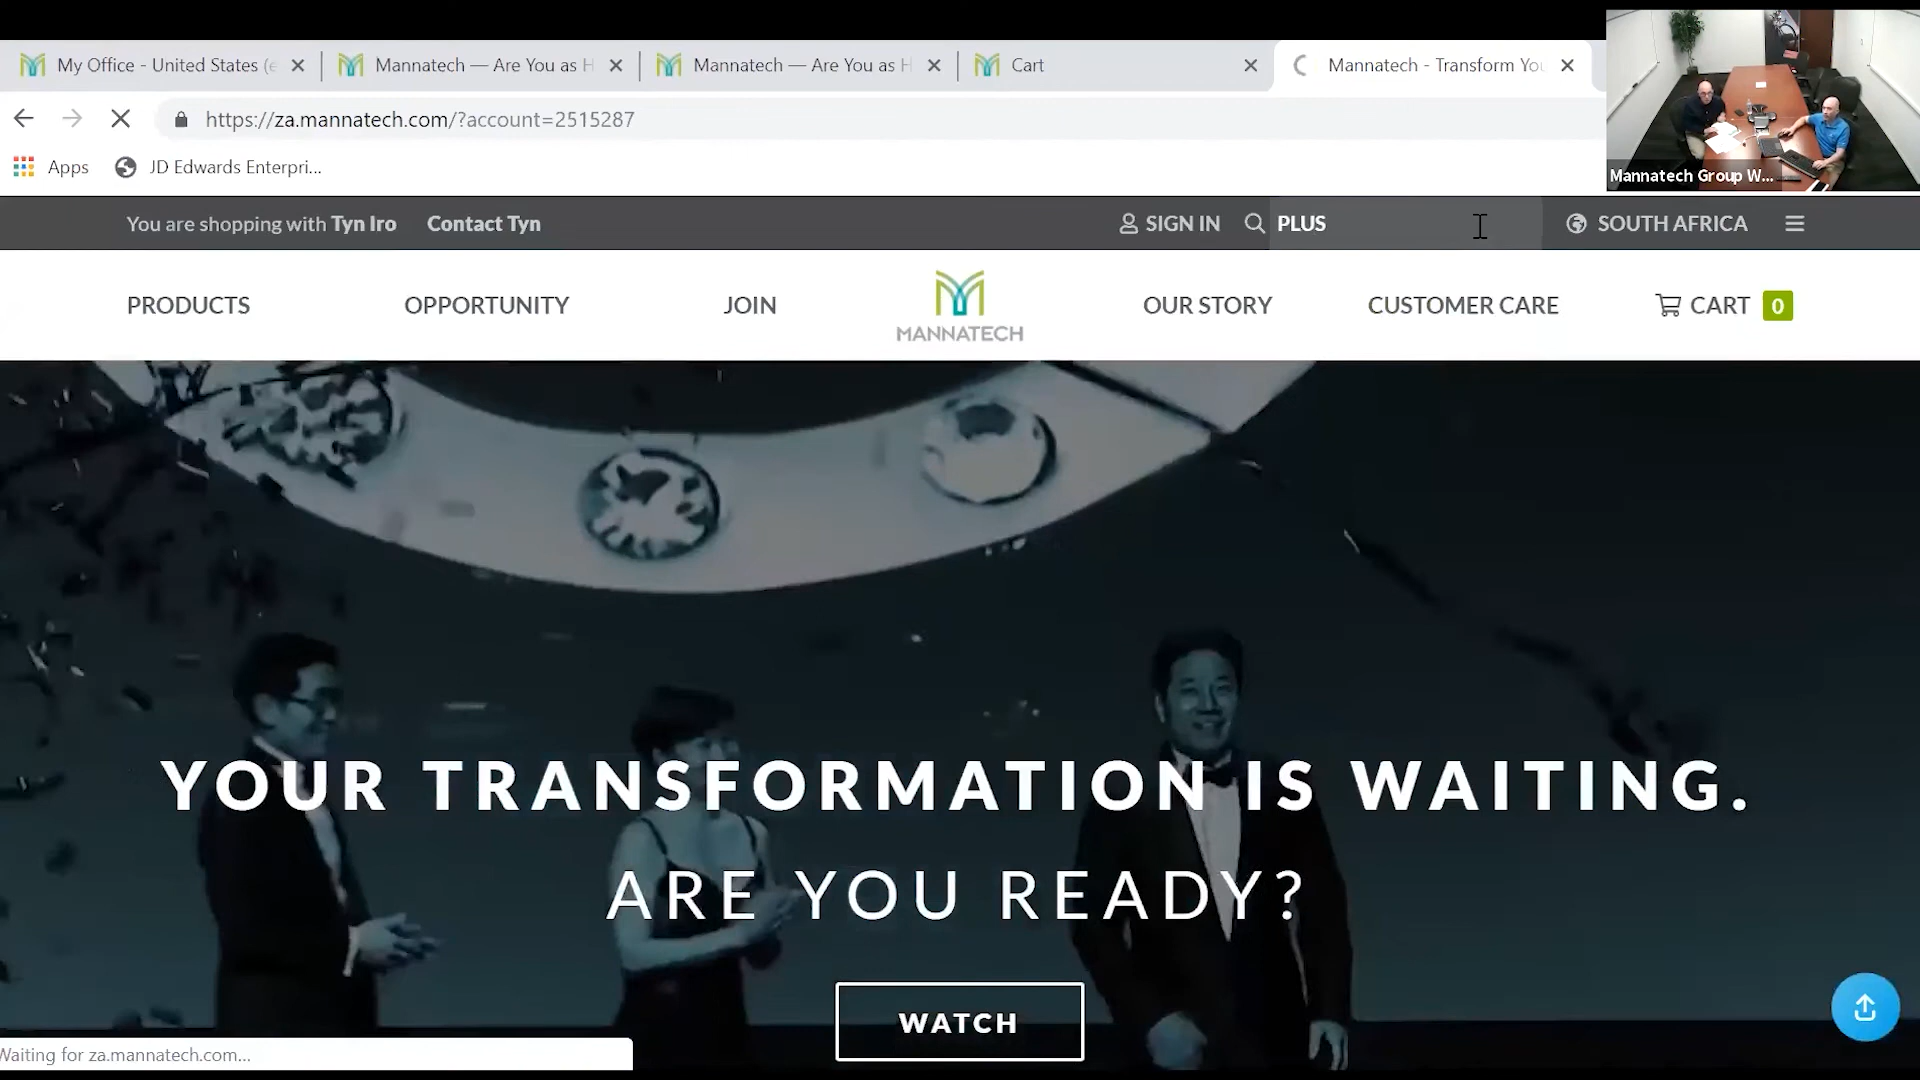 My Office - United States (e
Mannatech — Are You as H
Mannatech — Are You as H
Cart
Mannatech - Transform You
https://za.mannatech.com/?account=2515287
Apps
JD Edwards Enterpri...
Mannatech Group W...
You are shopping with Tyn Iro
Contact Tyn
SIGN IN
PLUS
SOUTH AFRICA
PRODUCTS
OPPORTUNITY
JOIN
MANNATECH
OUR STORY
CUSTOMER CARE
CART 0
YOUR TRANSFORMATION IS WAITING.
ARE YOU READY?
WATCH
Waiting for za.mannatech.com...